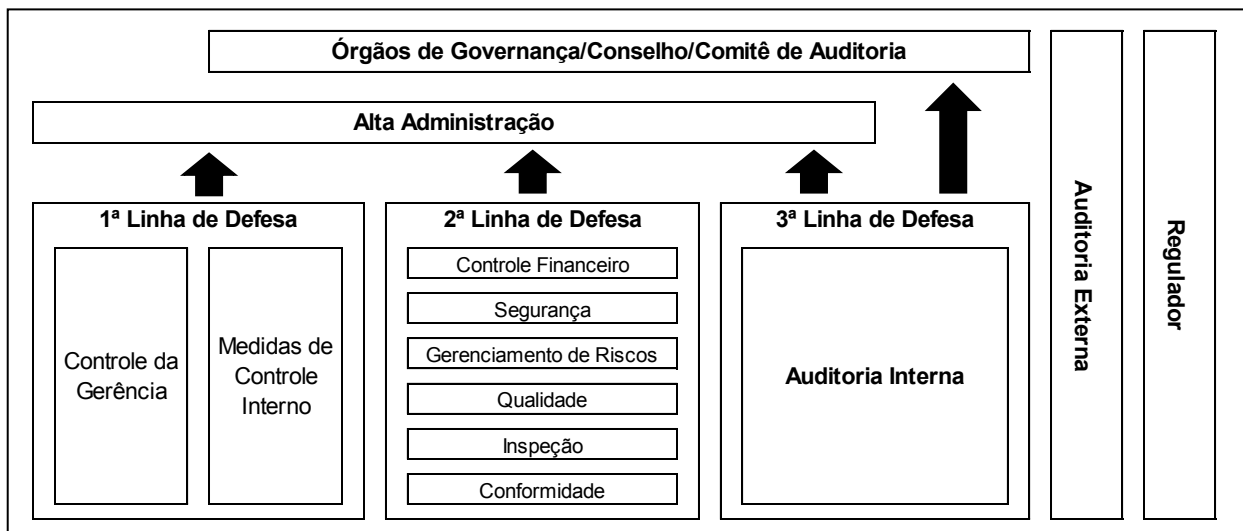 Órgãos de Governança/Conselho/Comitê de Auditoria
Alta Administração
1ª Linha de Defesa
Controle da
Gerência
Medidas de
Controle
Interno
2ª Linha de Defesa
Controle Financeiro
Segurança
Gerenciamento de Riscos
Qualidade
Inspeção
Conformidade
3ª Linha de Defesa
Auditoria Interna
Auditoria Externa
Regulador